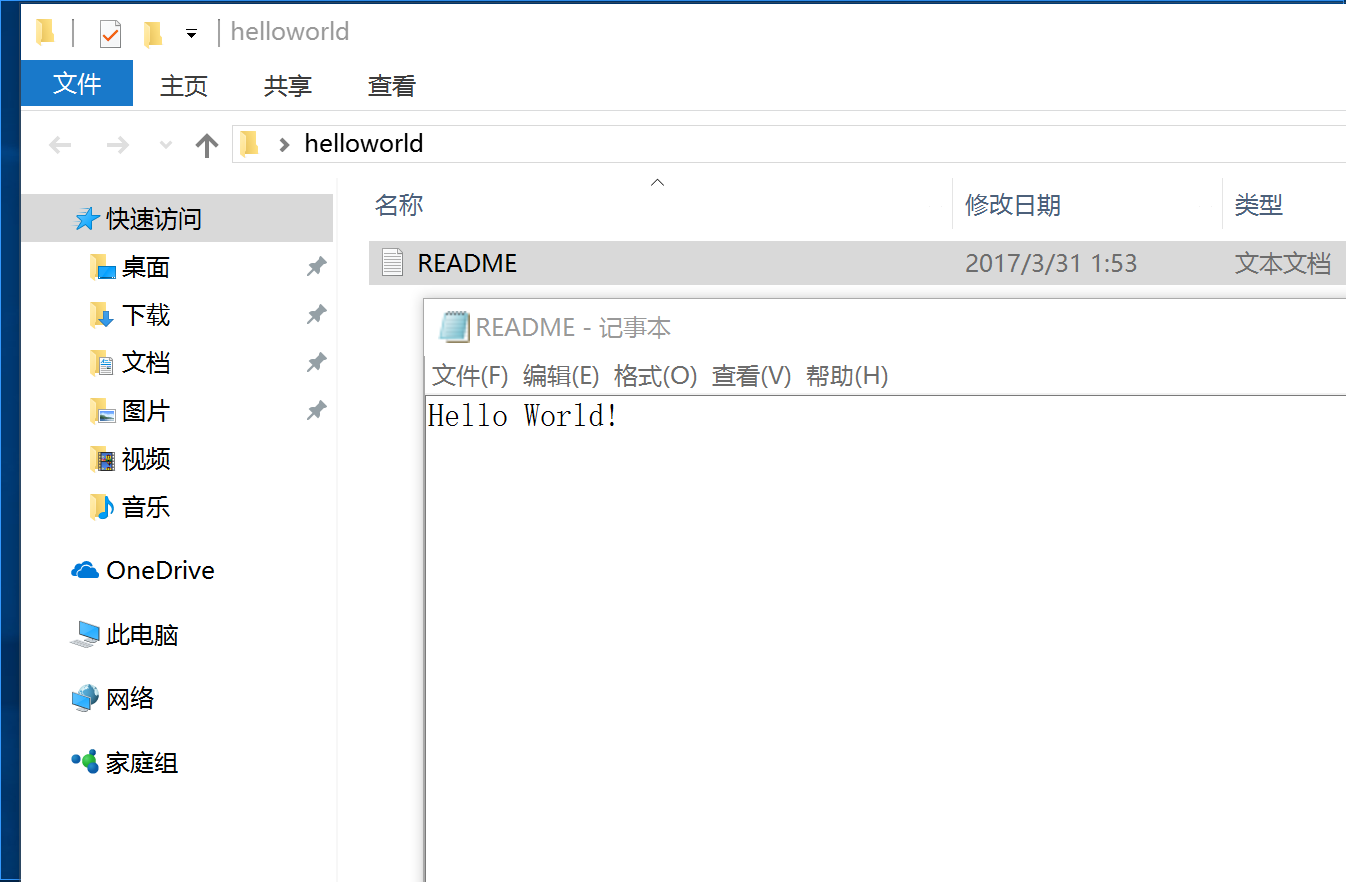 helloworld
文件 主页 共享 查看
helloworld
名称 修改日期 类型
快速访问
README 2017/3/31 1:53 文本文档
桌面
下载
README - 记事本
文档
文件(F) 编辑(E) 格式(O) 查看(V) 帮助(H)
图片
Hello World!
视频
音乐
OneDrive
此电脑
网络
家庭组